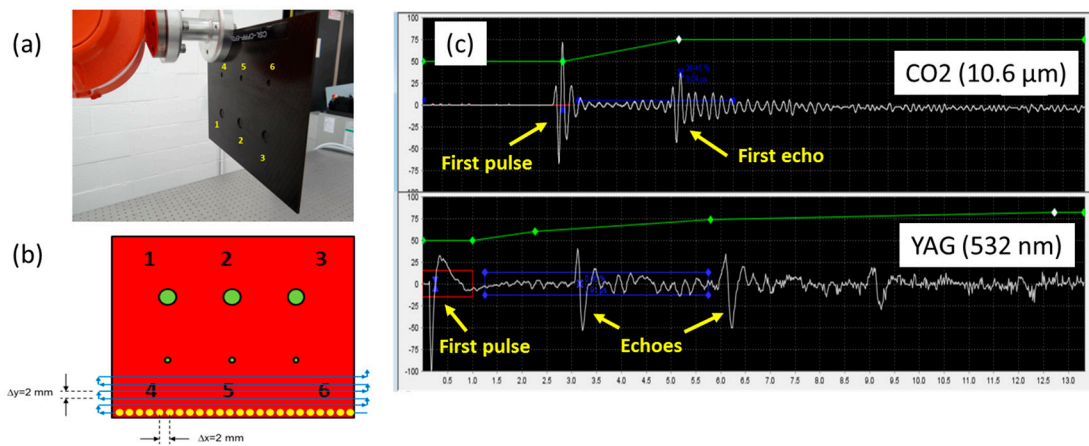 (a)
4
5
6
1
2
3
(b)
1 2 3
4 5 6
Δy=2 mm
Δx=2 mm
(c)
100
75
50
25
0
-25
-50
-75
-100
CO2 (10.6 µm)
First pulse
First echo
100
75
50
25
0
-25
-50
-75
-100
YAG (532 nm)
First pulse
Echoes
0.5 1.0 1.5 2.0 2.5 3.0 3.5 4.0 4.5 5.0 5.5 6.0 6.5 7.0 7.5 8.0 8.5 9.0 9.5 10.0 10.5 11.0 11.5 12.0 12.5 13.0